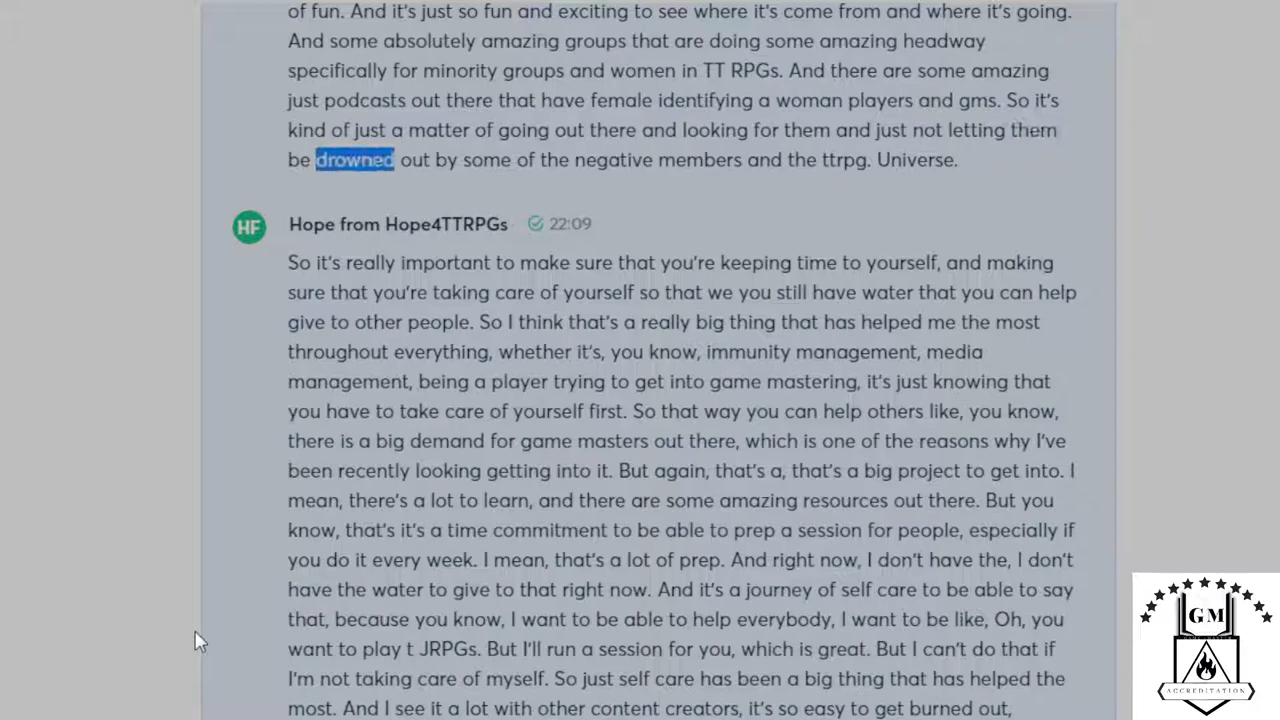 of fun. And it's just so fun and exciting to see where it's come from and where it's going.
And some absolutely amazing groups that are doing some amazing headway
specifically for minority groups and women in TT RPGs. And there are some amazing
just podcasts out there that have female identifying a woman players and gms. So it's
kind of just a matter of going out there and looking for them and just not letting them
be drowned out by some of the negative members and the ttrpg. Universe.
HF
Hope from Hope4TTRPGs 22:09
So it's really important to make sure that you're keeping time to yourself, and making
sure that you're taking care of yourself so that we you still have water that you can help
give to other people. So I think that's a really big thing that has helped me the most
throughout everything, whether it's, you know, immunity management, media
management, being a player trying to get into game mastering, it's just knowing that
you have to take care of yourself first. So that way you can help others like, you know,
there is a big demand for game masters out there, which is one of the reasons why I've
been recently looking getting into it. But again, that's a, that's a big project to get into. I
mean, there's a lot to learn, and there are some amazing resources out there. But you
know, that's it's a time commitment to be able to prep a session for people, especially if
you do it every week. I mean, that's a lot of prep. And right now, I don't have the, I don't
have the water to give to that right now. And it's a journey of self care to be able to say
that, because you know, I want to be able to help everybody, I want to be like, Oh, you
want to play t JRPGs. But I'll run a session for you, which is great. But I can't do that if
I'm not taking care of myself. So just self care has been a big thing that has helped the
most. And I see it a lot with other content creators, it's so easy to get burned out,
GM
ACCREDITATION